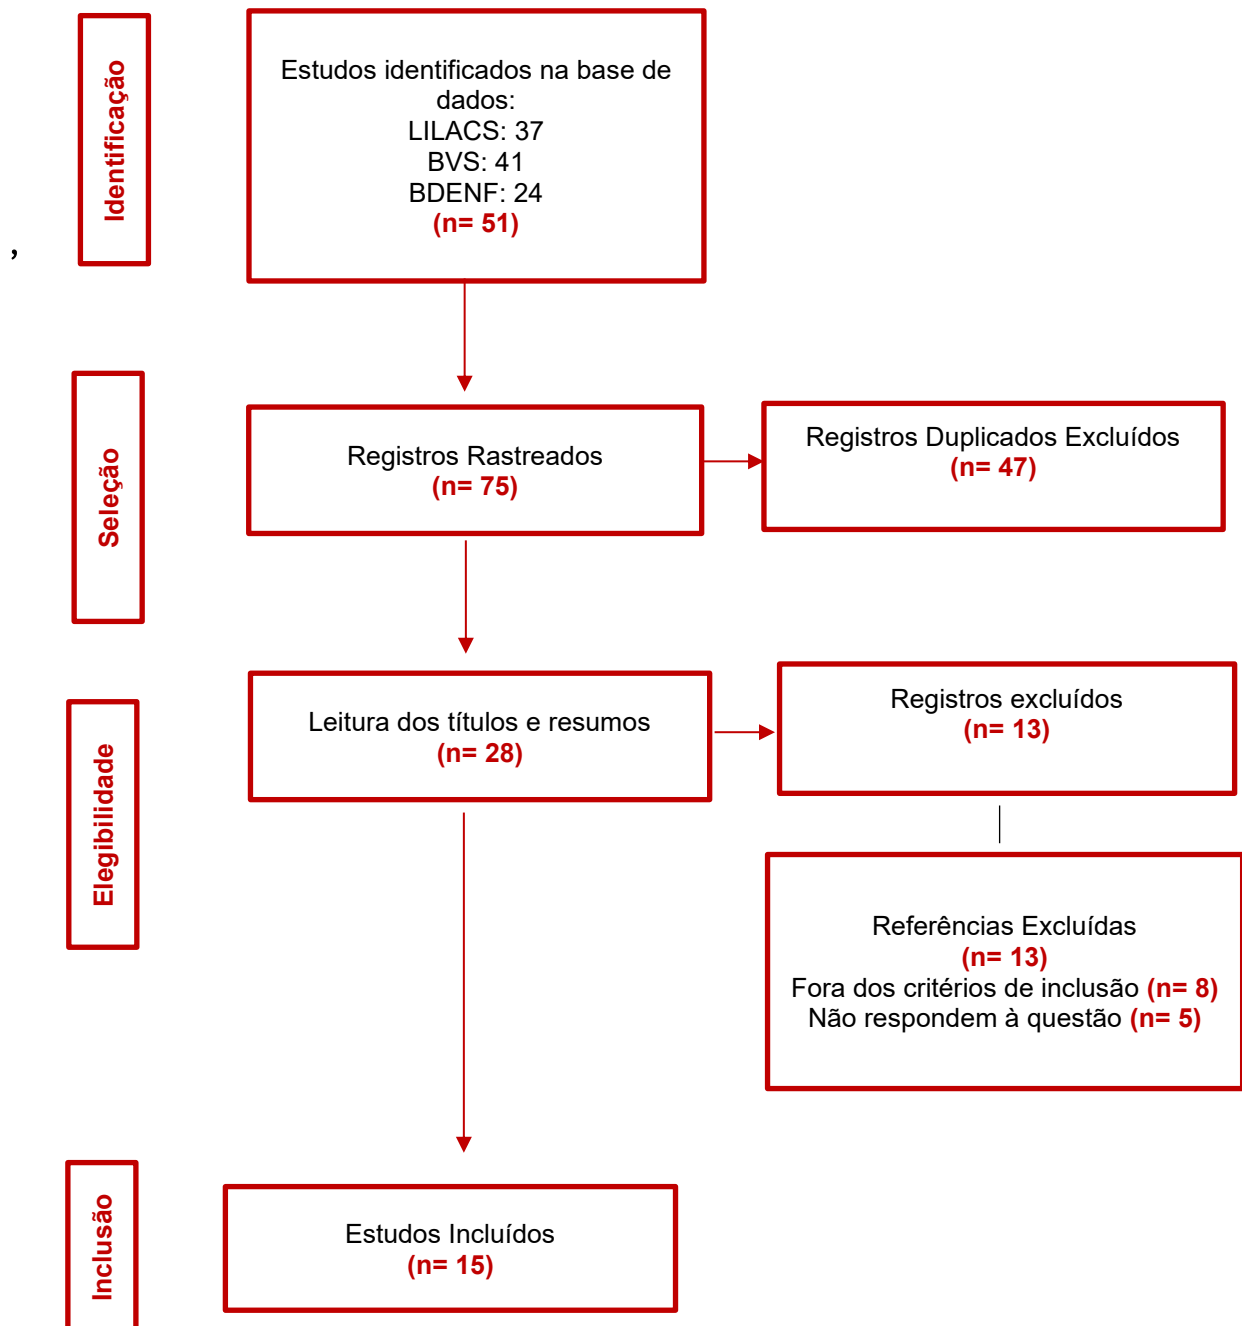 Identificação
Estudos identificados na base de
dados:
LILACS: 37
BVS: 41
BDENF: 24
(n= 51)
,
Seleção
Registros Rastreados
(n= 75)
Registros Duplicados Excluídos
(n= 47)
Elegibilidade
Leitura dos títulos e resumos
(n= 28)
Registros excluídos
(n= 13)
Referências Excluídas
(n= 13)
Fora dos critérios de inclusão (n= 8)
Não respondem à questão (n= 5)
Inclusão
Estudos Incluídos
(n= 15)